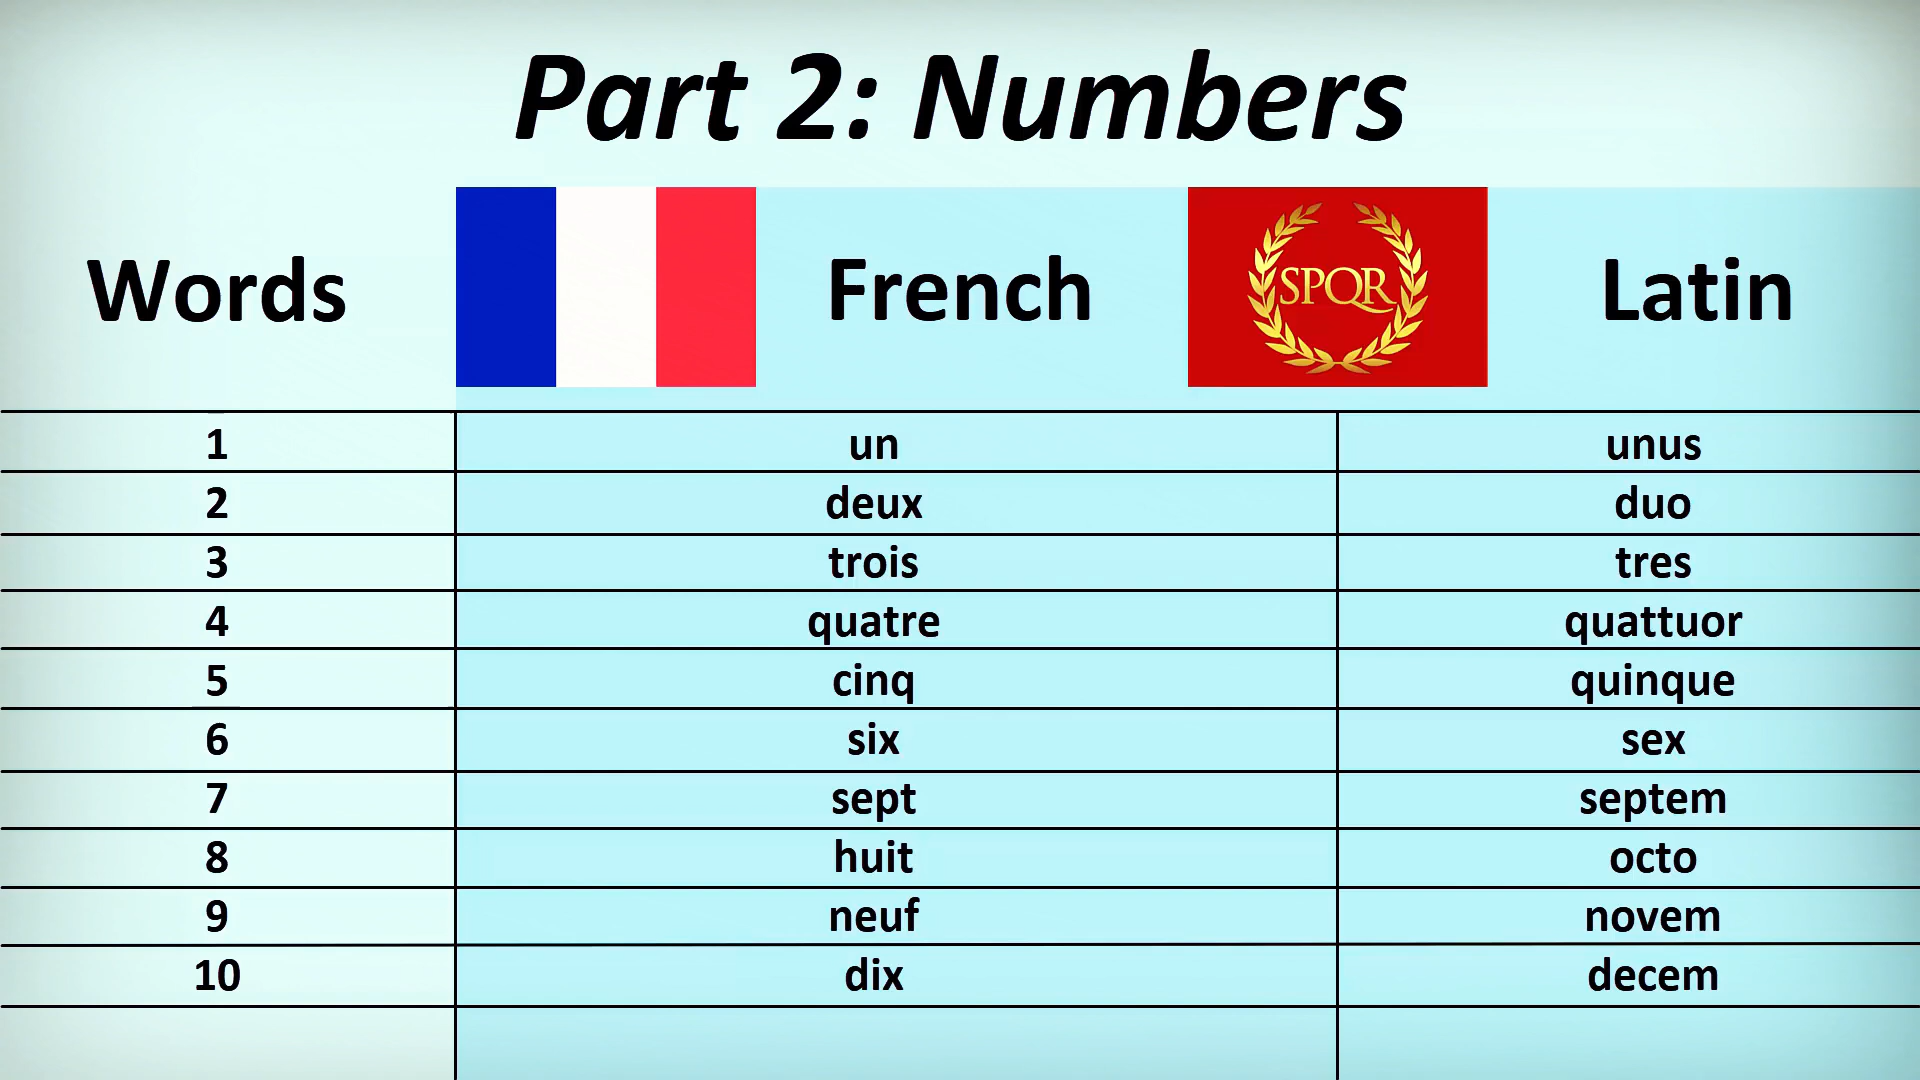 Part 2: Numbers
Words French SPQR Latin
1 un unus
2 deux duo
3 trois tres
4 quatre quattuor
5 cinq quinque
6 six sex
7 sept septem
8 huit octo
9 neuf novem
10 dix decem